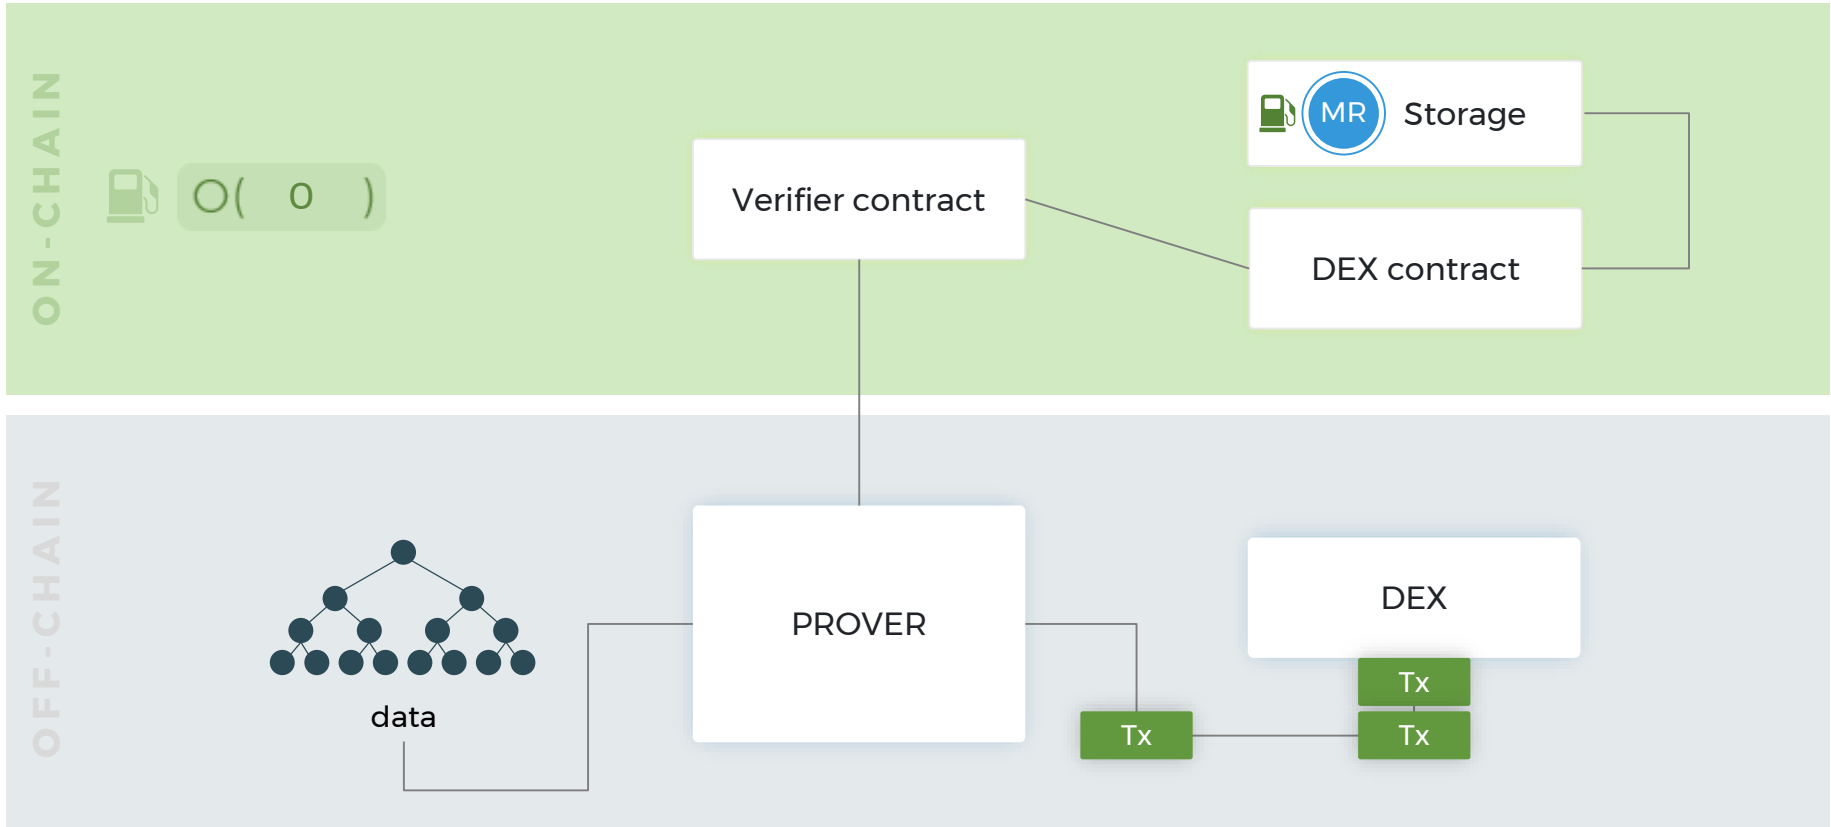 ON-CHAIN
O( 0 )
Verifier contract
MR Storage
DEX contract
OFF-CHAIN
data
PROVER
DEX
Tx
Tx
Tx